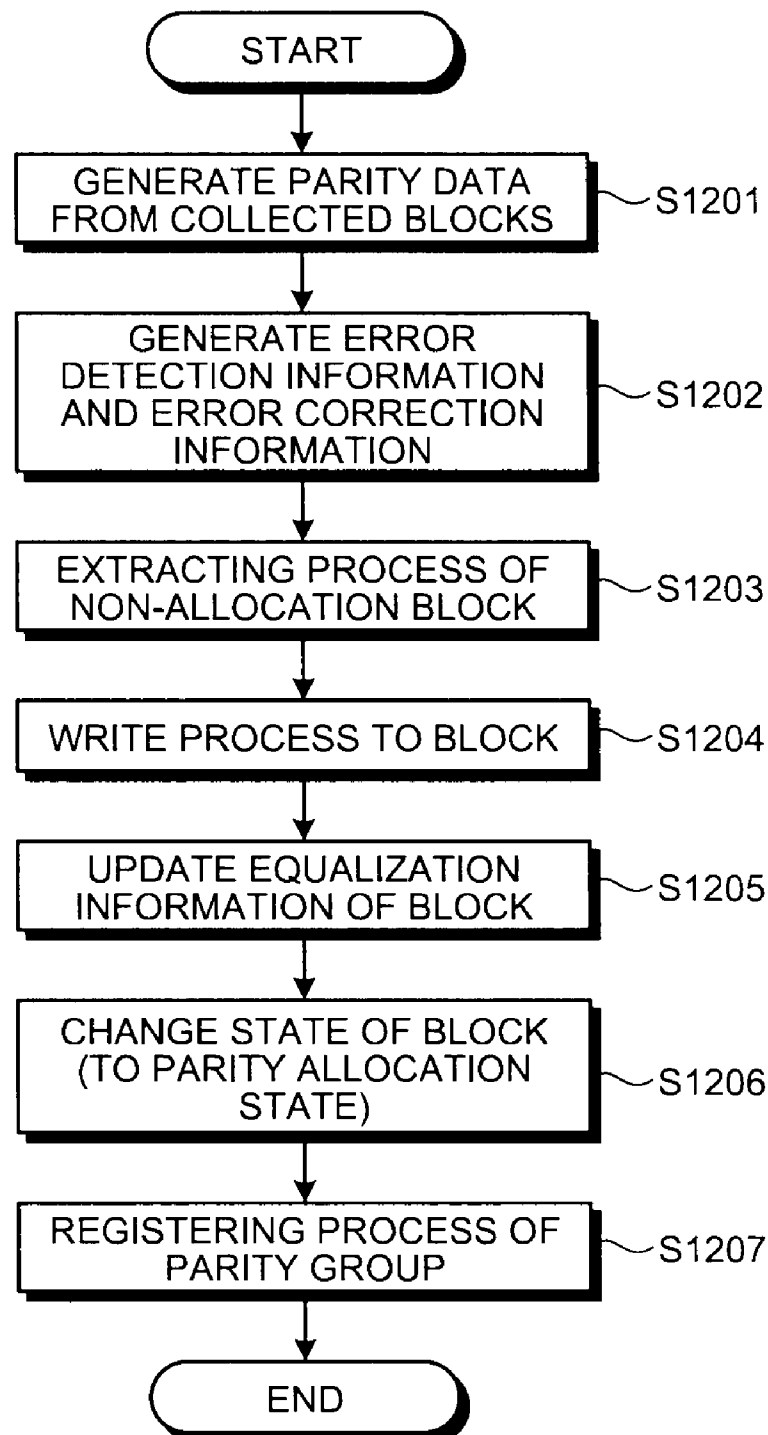 START
GENERATE PARITY DATA
FROM COLLECTED BLOCKS
S1201
GENERATE ERROR
DETECTION INFORMATION
AND ERROR CORRECTION
INFORMATION
S1202
EXTRACTING PROCESS OF
NON-ALLOCATION BLOCK
S1203
WRITE PROCESS TO BLOCK
S1204
UPDATE EQUALIZATION
INFORMATION OF BLOCK
S1205
CHANGE STATE OF BLOCK
(TO PARITY ALLOCATION
STATE)
S1206
REGISTERING PROCESS OF
PARITY GROUP
S1207
END